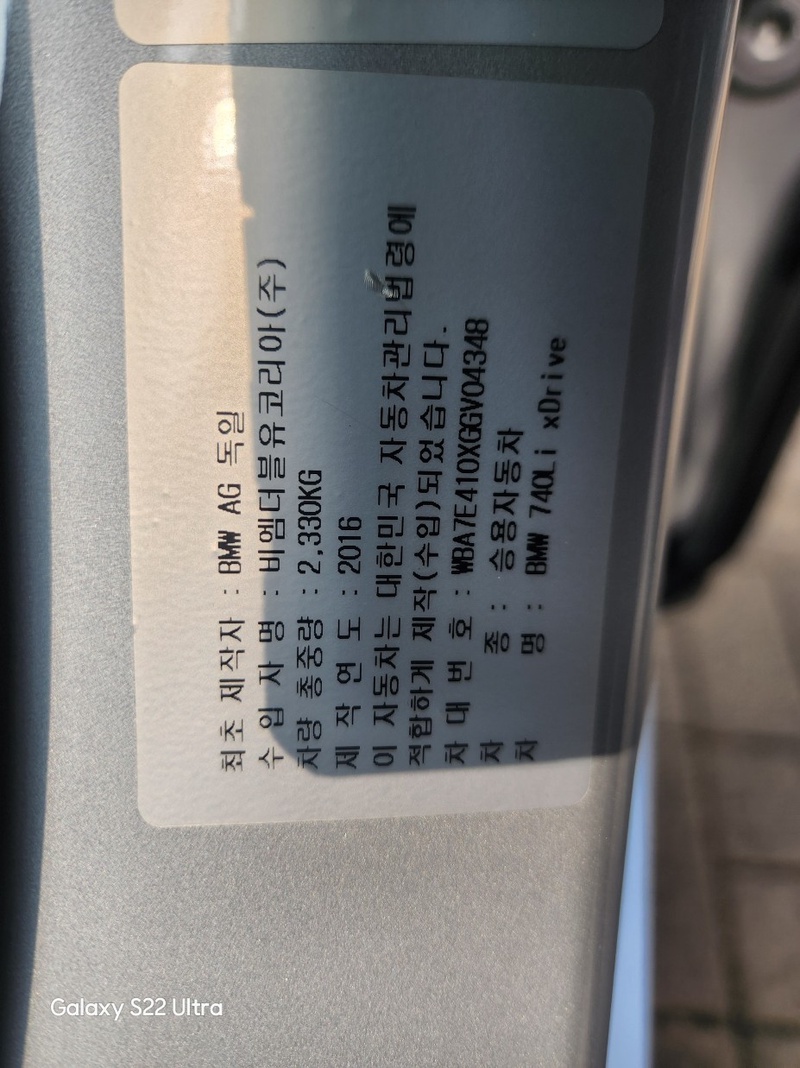 최초 제작자 : BMW AG 독일
수 입 자 명 : 비엠더블유코리아(주)
차량 총중량 : 2,330KG
제 작 연 도 : 2016
이 자동차는 대한민국 자동차관리법령에
적합하게 제작(수입)되었습니다.
차 대 번 호 : WBA7E410XGGV04348
차 종 : 승용자동차
차 명 : BMW 740Li xDrive
Galaxy S22 Ultra